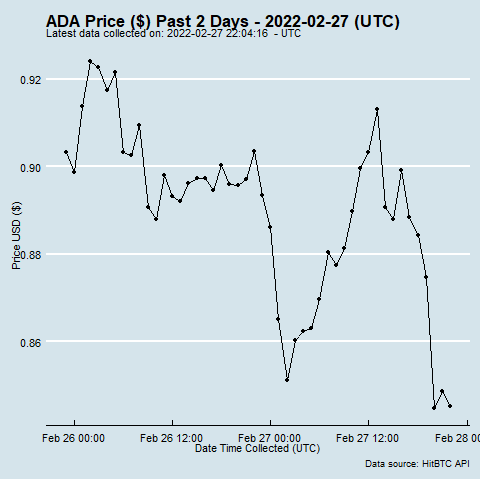 ADA Price ($) Past 2 Days - 2022-02-27 (UTC)
Latest data collected on: 2022-02-27 22:04:16 - UTC
0.92
0.90
0.88
0.86
Price USD ($)
Feb 26 00:00
Feb 26 12:00
Feb 27 00:00
Feb 27 12:00
Feb 28 00
Date Time Collected (UTC)
Data source: HitBTC API